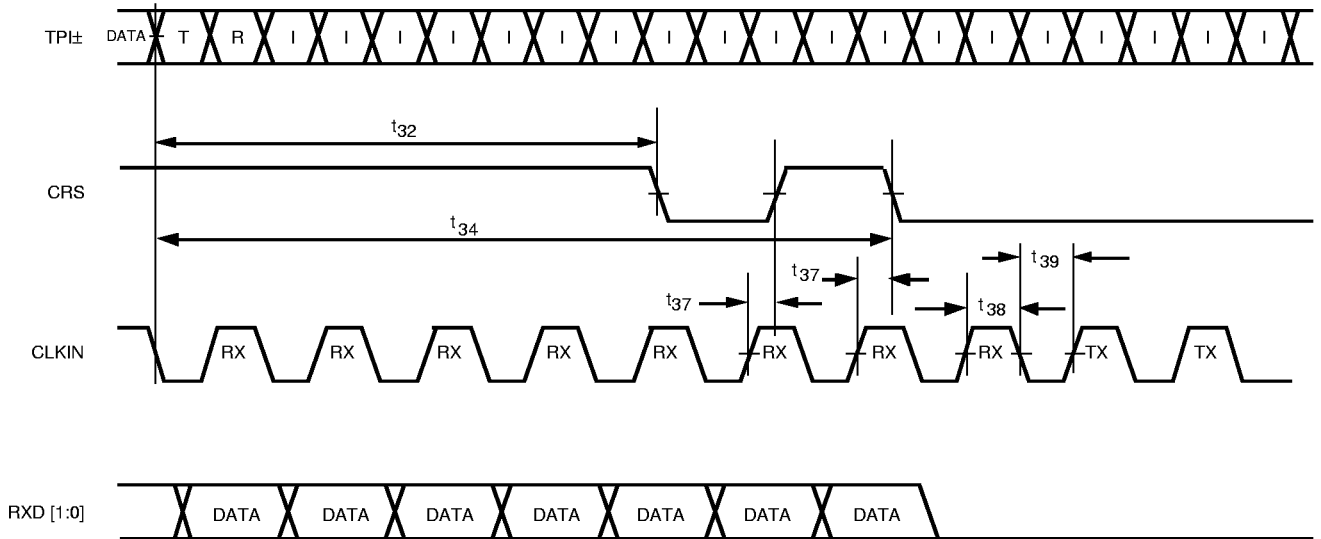 TPI± DATA T R I I I I I I I I I I I I I I I I I I I
t32
CRS
t34
t39
t37
t37 t38
CLKIN RX RX RX RX RX RX RX RX TX TX
RXD [1:0] DATA DATA DATA DATA DATA DATA DATA